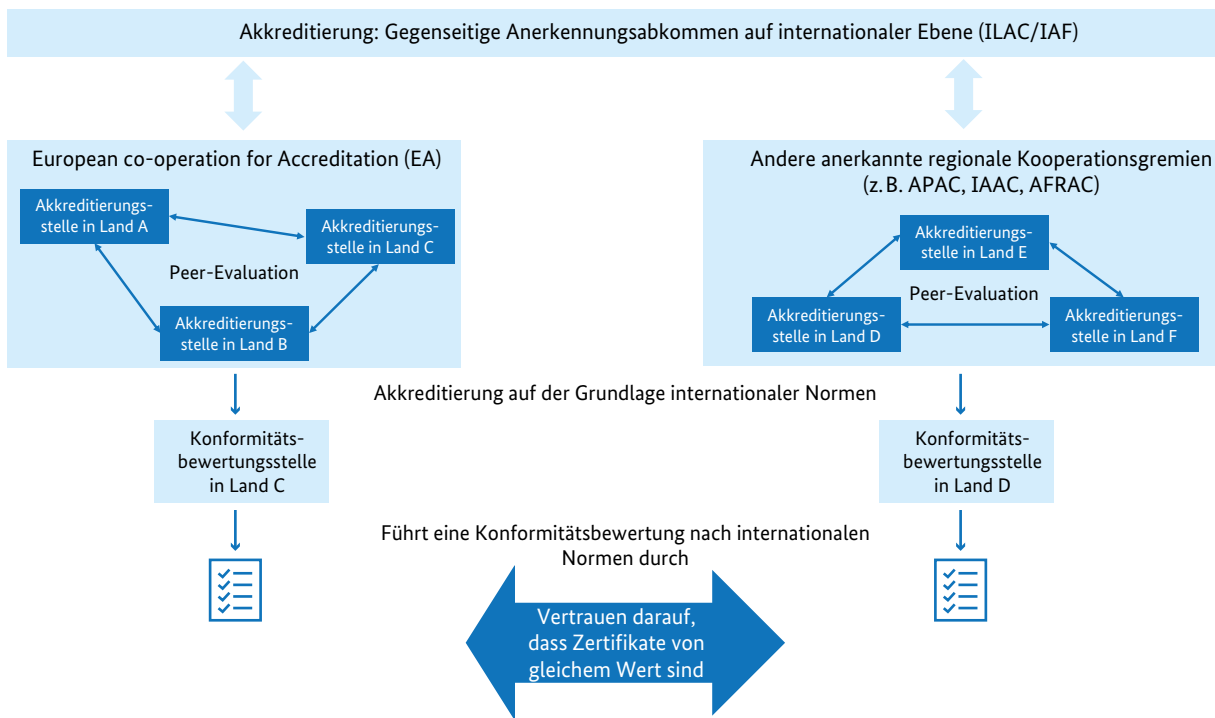 Akkreditierung: Gegenseitige Anerkennungsabkommen auf internationaler Ebene (ILAC/IAF)
European co-operation for Accreditation (EA)
Akkreditierungs-
stelle in Land A
Akkreditierungs-
stelle in Land C
Peer-Evaluation
Akkreditierungs-
stelle in Land B
Andere anerkannte regionale Kooperationsgremien
(z. B. APAC, IAAC, AFRAC)
Akkreditierungs-
stelle in Land E
Peer-Evaluation
Akkreditierungs-
stelle in Land D
Akkreditierungs-
stelle in Land F
Akkreditierung auf der Grundlage internationaler Normen
Konformitäts-
bewertungsstelle
in Land C
Konformitäts-
bewertungsstelle
in Land D
Führt eine Konformitätsbewertung nach internationalen
Normen durch
Vertrauen darauf,
dass Zertifikate von
gleichem Wert sind